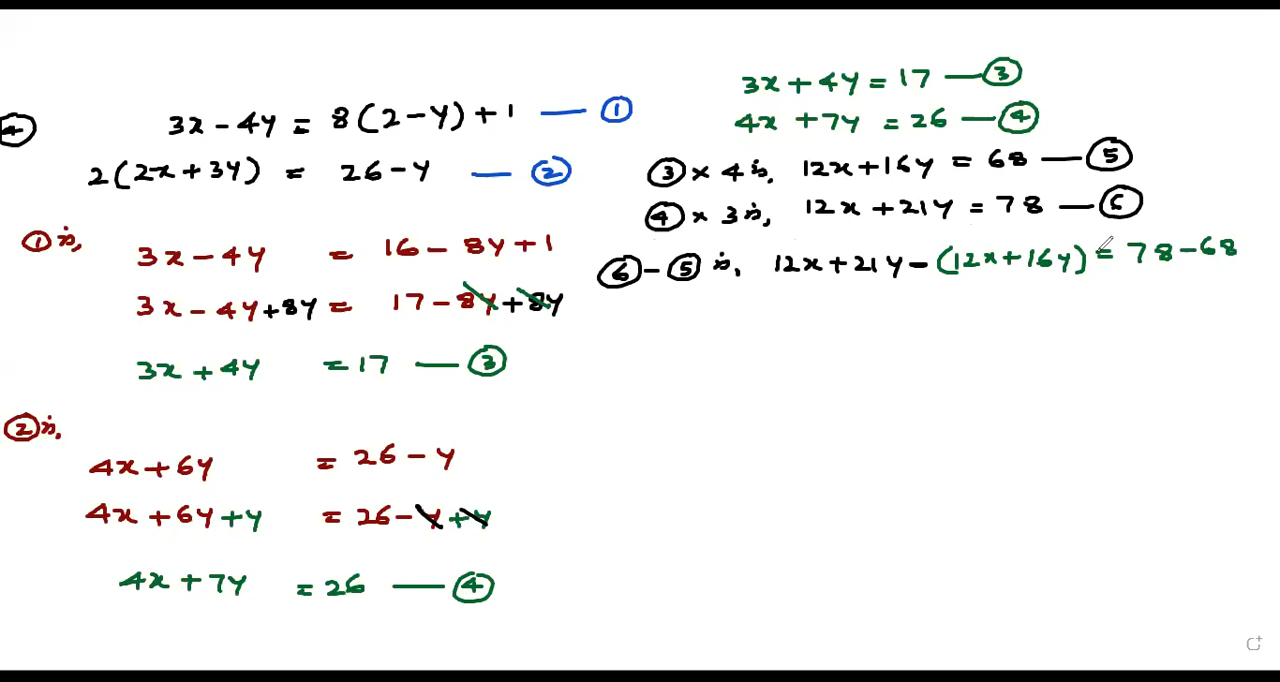 ④ 3x - 4y = 8(2 - y) + 1 — ①
2(2x + 3y) = 26 - y — ②
① න්,
3x - 4y = 16 - 8y + 1
3x - 4y + 8y = 17 - 8y + 8y
3x + 4y = 17 — ③
② න්,
4x + 6y = 26 - y
4x + 6y + y = 26 - y + y
4x + 7y = 26 — ④
3x + 4y = 17 — ③
4x + 7y = 26 — ④
③ × 4 න්, 12x + 16y = 68 — ⑤
④ × 3 න්, 12x + 21y = 78 — ⑥
⑥ - ⑤ න්, 12x + 21y - (12x + 16y) = 78 - 68